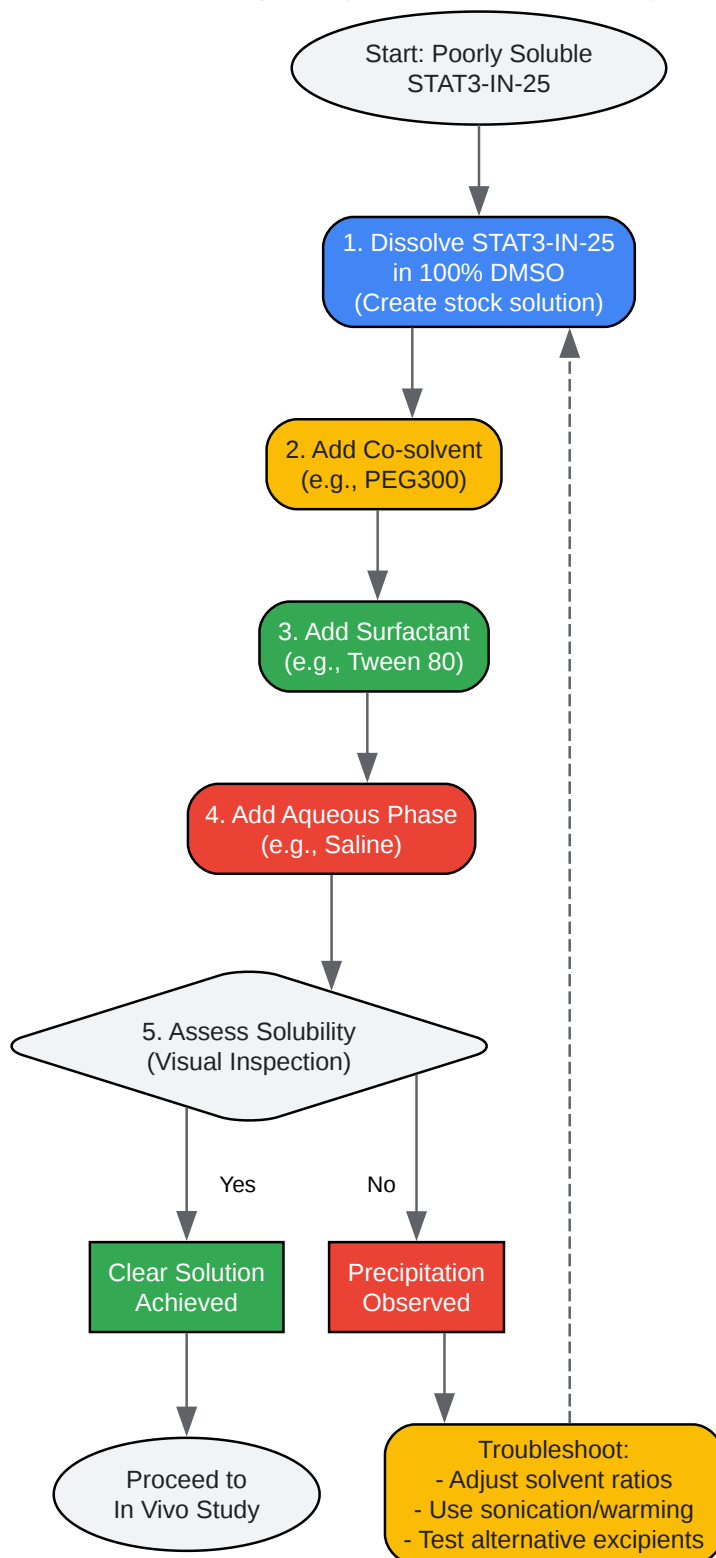 Start: Poorly Soluble
STAT3-IN-25
1. Dissolve STAT3-IN-25
in 100% DMSO
(Create stock solution)
2. Add Co-solvent
(e.g., PEG300)
3. Add Surfactant
(e.g., Tween 80)
4. Add Aqueous Phase
(e.g., Saline)
5. Assess Solubility
(Visual Inspection)
Yes
No
Clear Solution
Achieved
Precipitation
Observed
Proceed to
In Vivo Study
Troubleshoot:
- Adjust solvent ratios
- Use sonication/warming
- Test alternative excipients